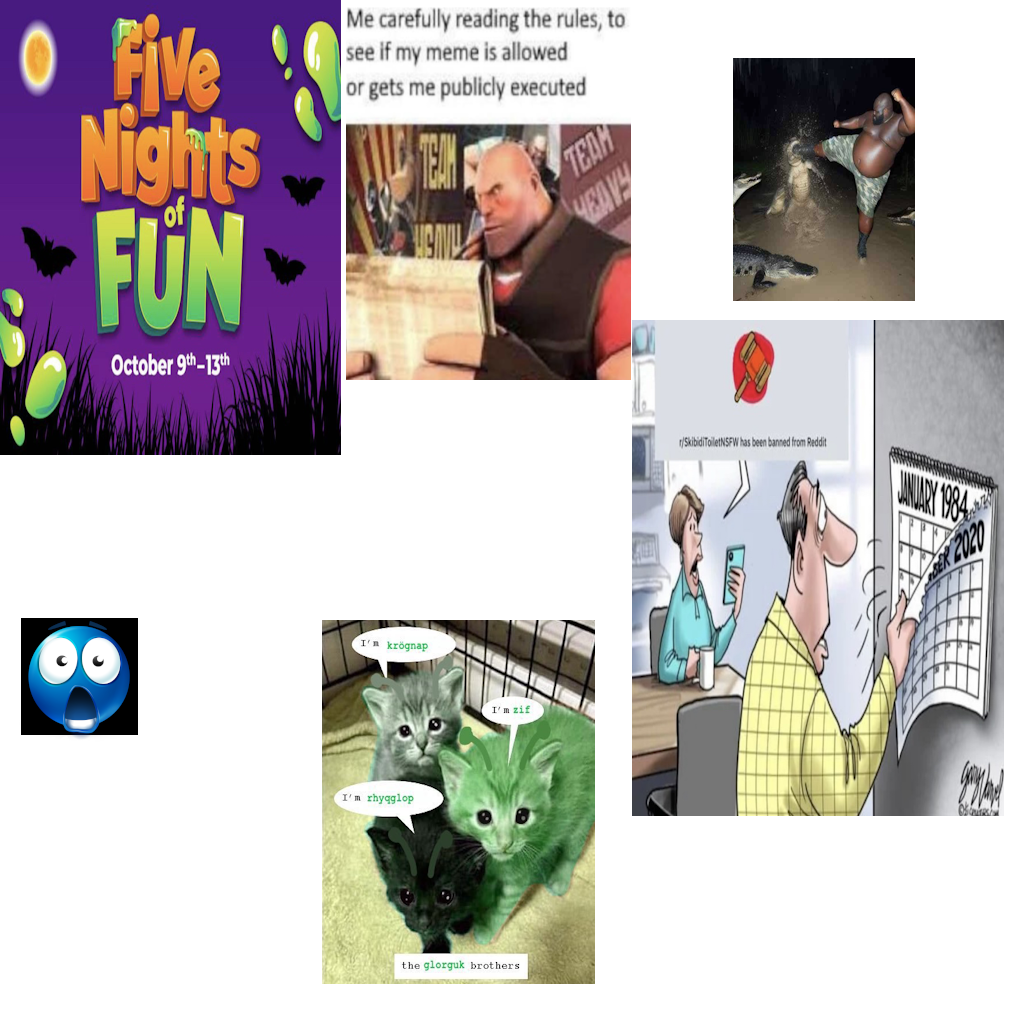 Five
Nights
of
FUN
October 9th–13th
Me carefully reading the rules, to
see if my meme is allowed
or gets me publicly executed
TEAM
HEAVY
TEAM
HEAVY
r/SkibidiToiletNSFW has been banned from Reddit
JANUARY 1984
BER 2020
I'm krögnap
I'm zif
I'm rhyqglop
the glorguk brothers